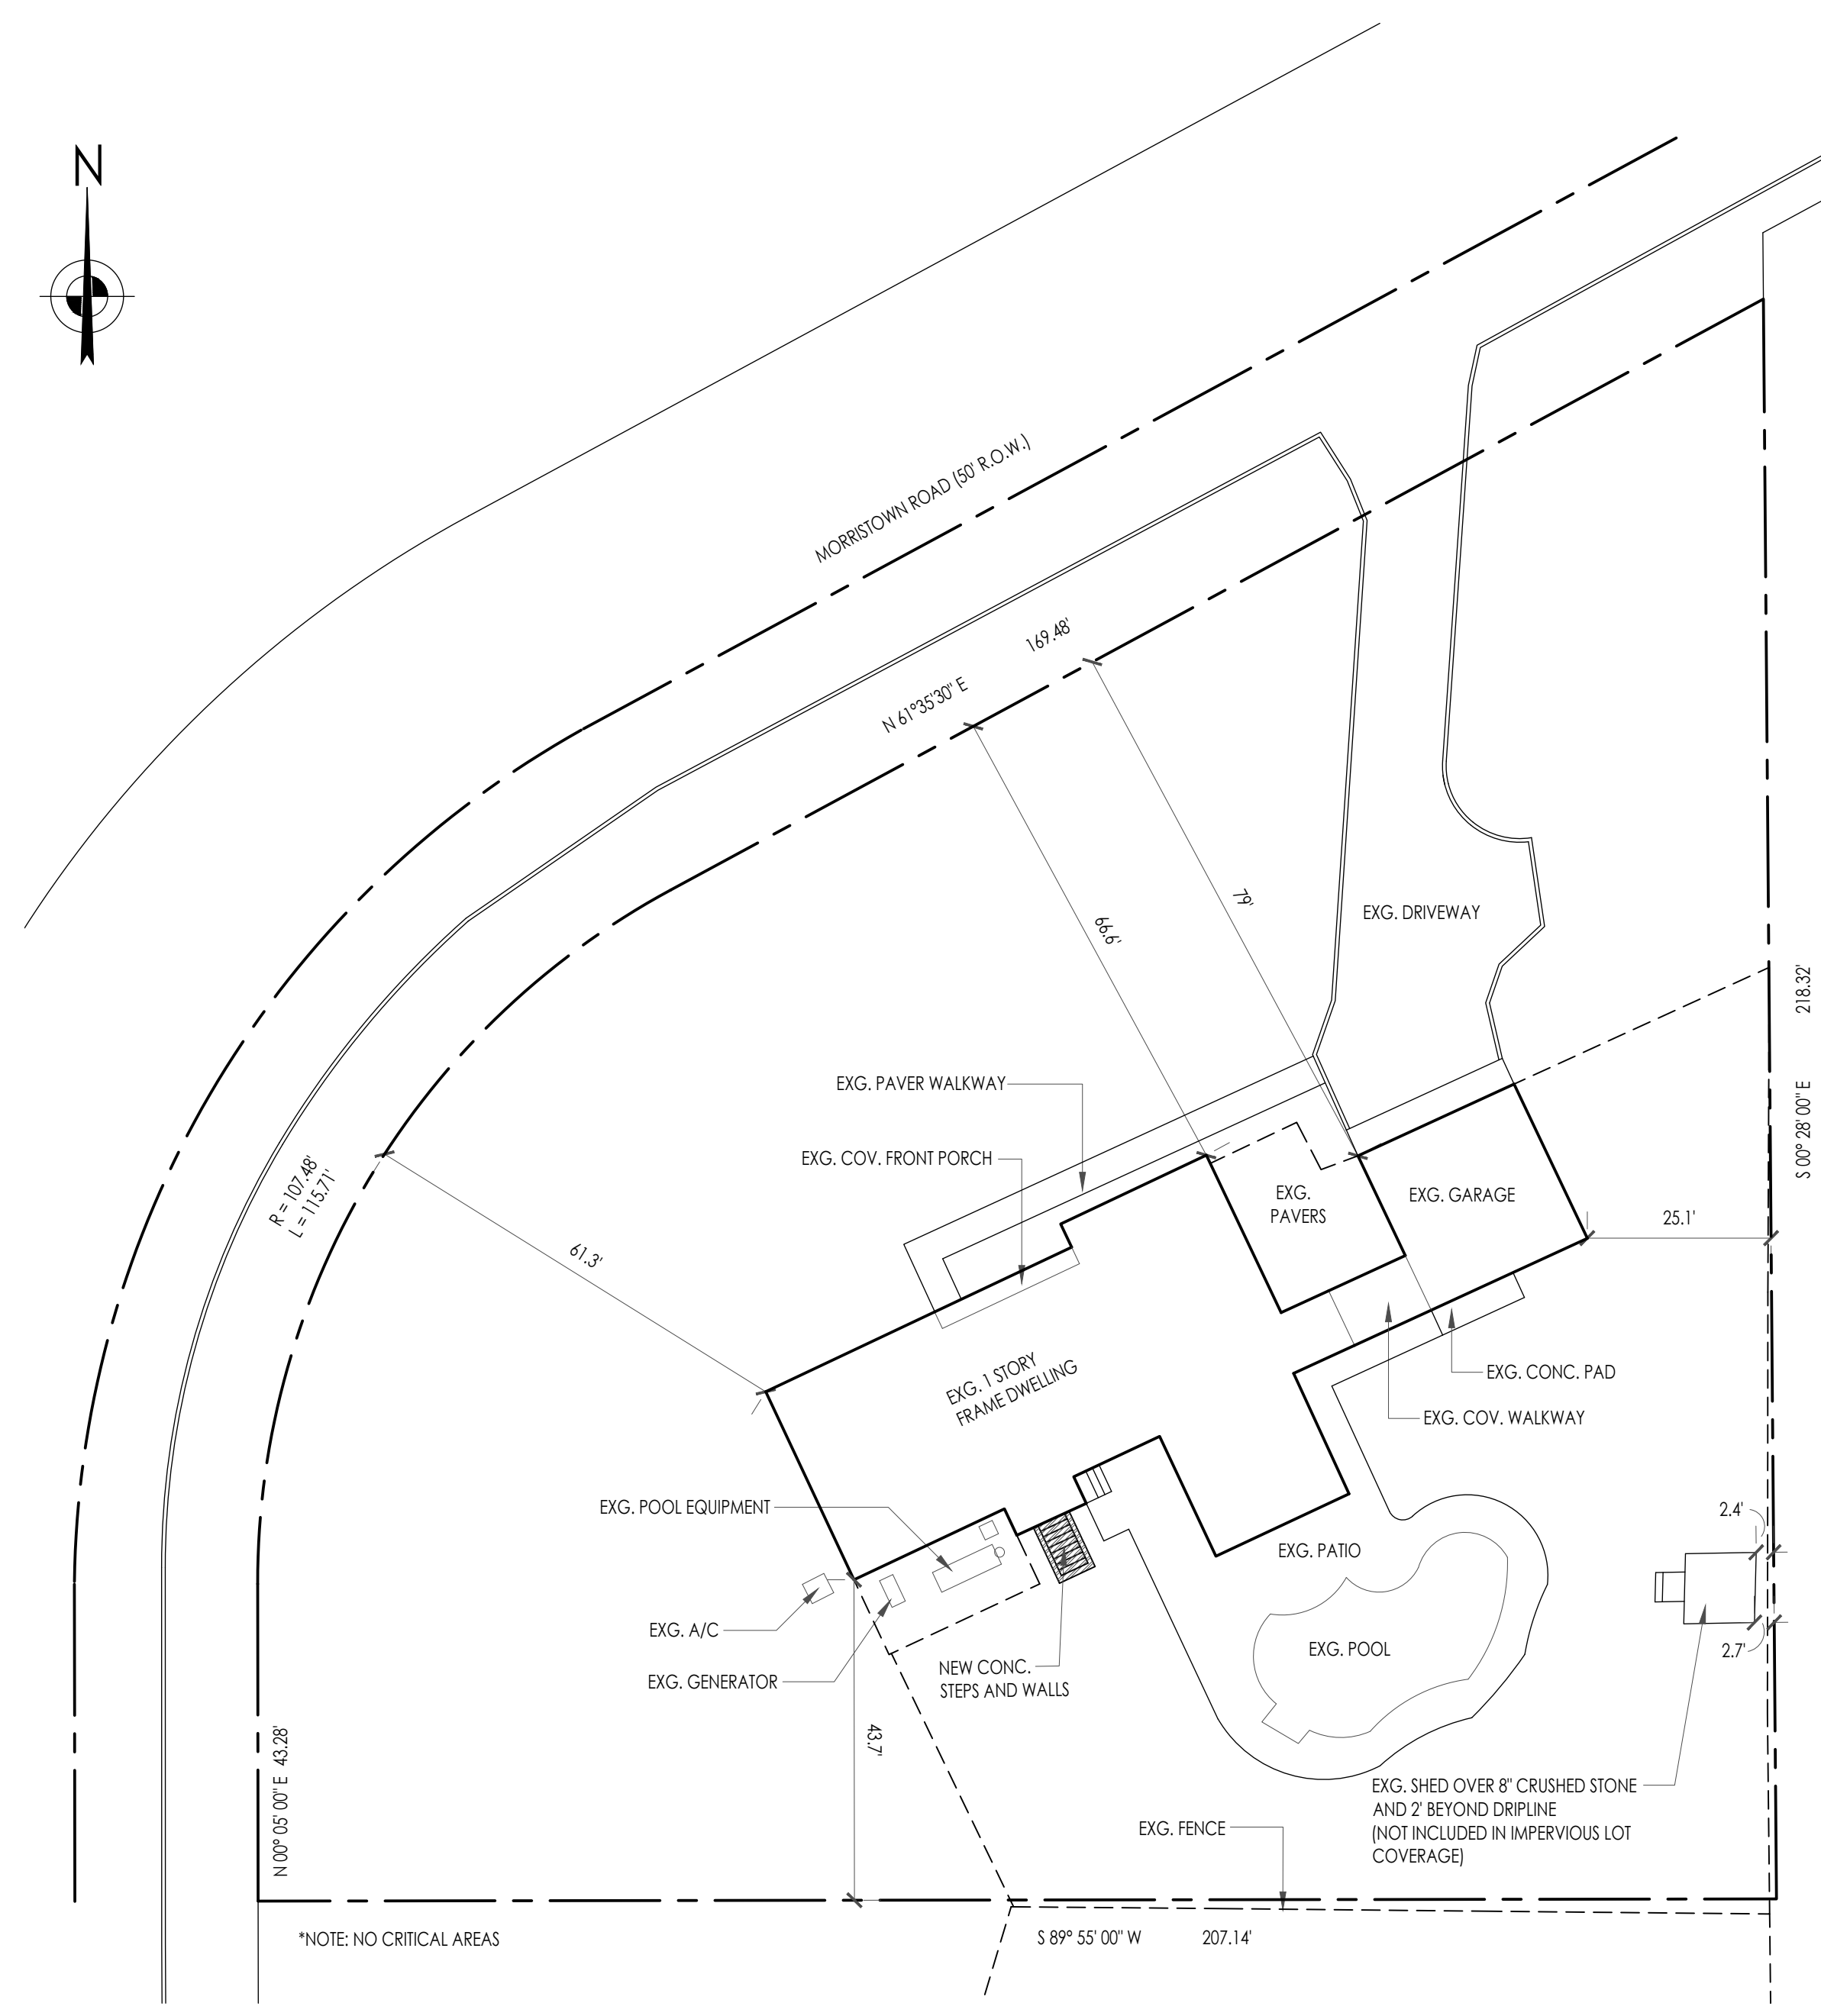 N
MORRISTOWN ROAD (50' R.O.W.)
169.48'
N 61°35'30" E
79'
66.6'
EXG. DRIVEWAY
218.32'
S 00° 28' 00" E
EXG. PAVER WALKWAY
EXG. COV. FRONT PORCH
R = 107.48'
L = 115.71'
61.3'
EXG.
PAVERS
EXG. GARAGE
25.1'
EXG. 1 STORY
FRAME DWELLING
EXG. CONC. PAD
EXG. COV. WALKWAY
EXG. POOL EQUIPMENT
2.4'
EXG. PATIO
EXG. A/C
EXG. POOL
2.7'
EXG. GENERATOR
NEW CONC.
STEPS AND WALLS
43.7'
N 00° 05' 00" E 43.28'
EXG. SHED OVER 8" CRUSHED STONE
AND 2' BEYOND DRIPLINE
(NOT INCLUDED IN IMPERVIOUS LOT
COVERAGE)
EXG. FENCE
*NOTE: NO CRITICAL AREAS
S 89° 55' 00" W 207.14'